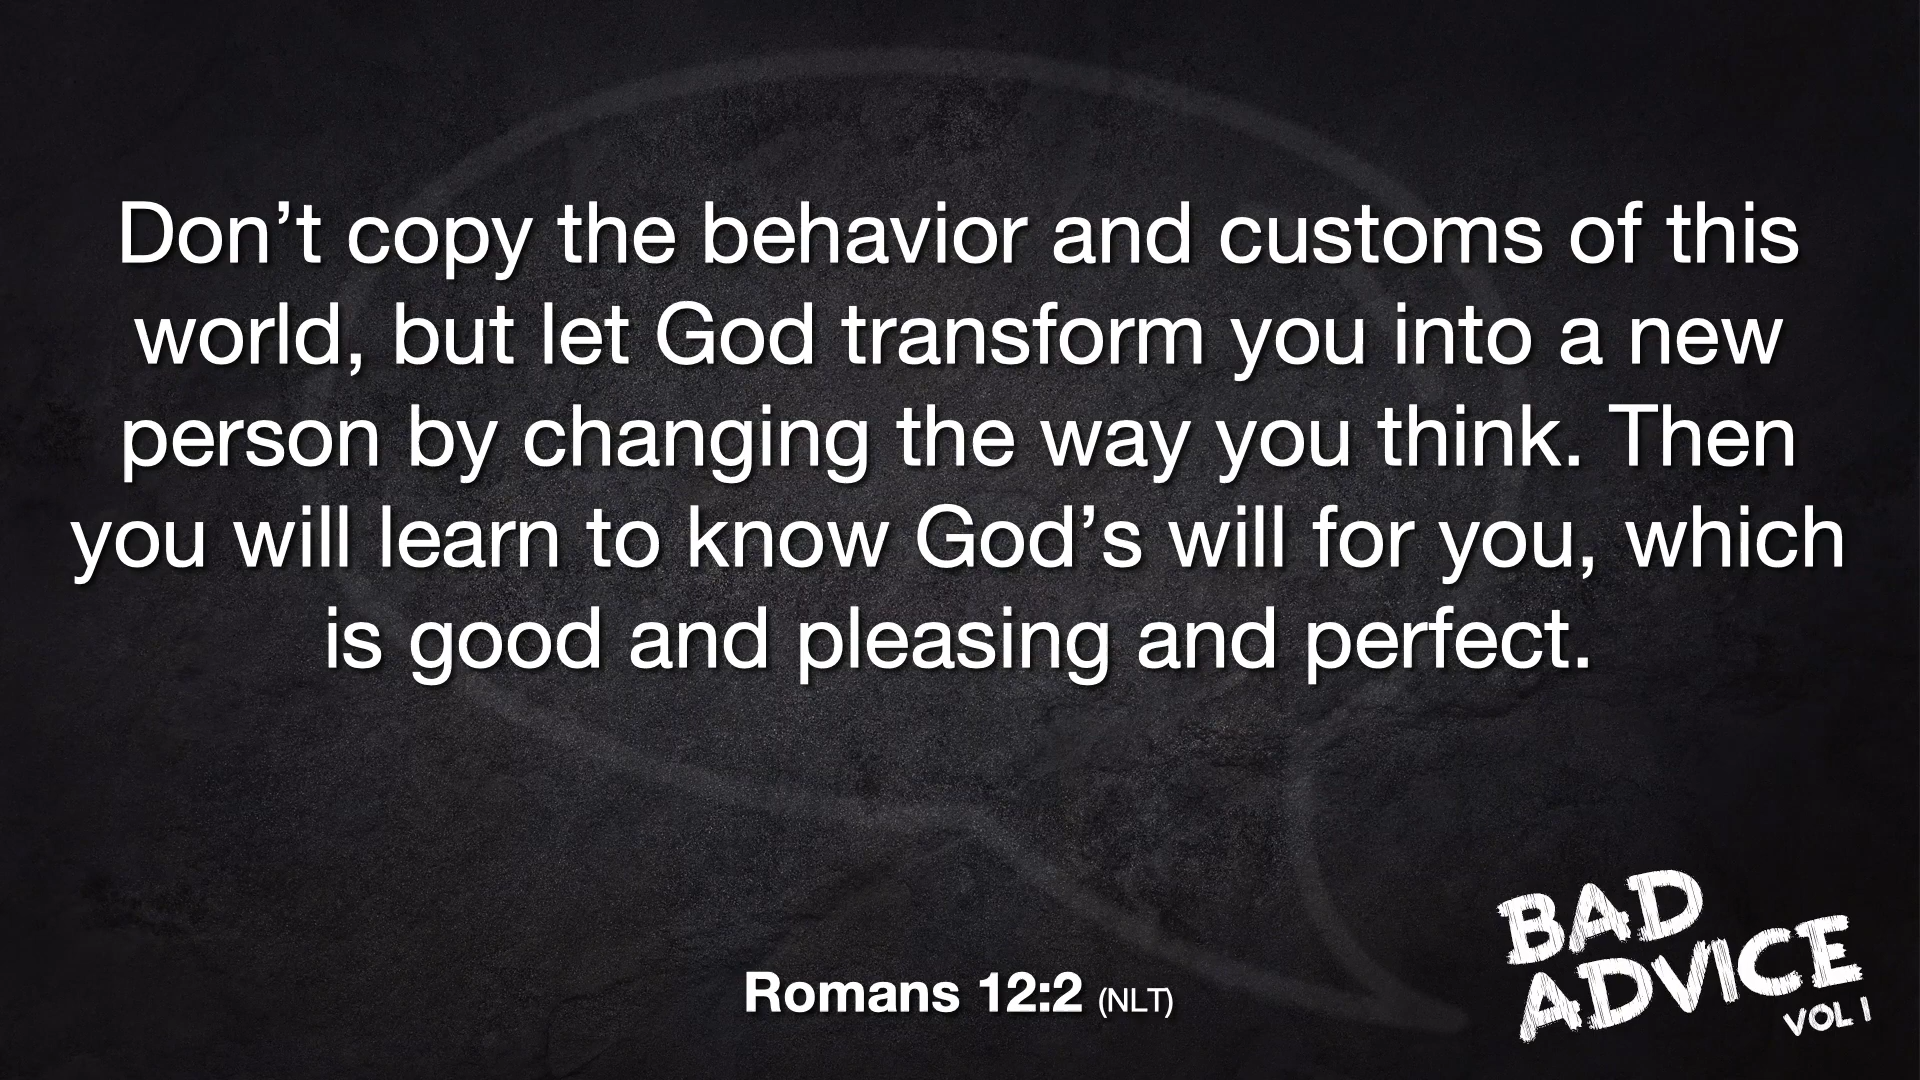 Don’t copy the behavior and customs of this
world, but let God transform you into a new
person by changing the way you think. Then
you will learn to know God’s will for you, which
is good and pleasing and perfect.
Romans 12:2 (NLT)
BAD
ADVICE
VOL 1